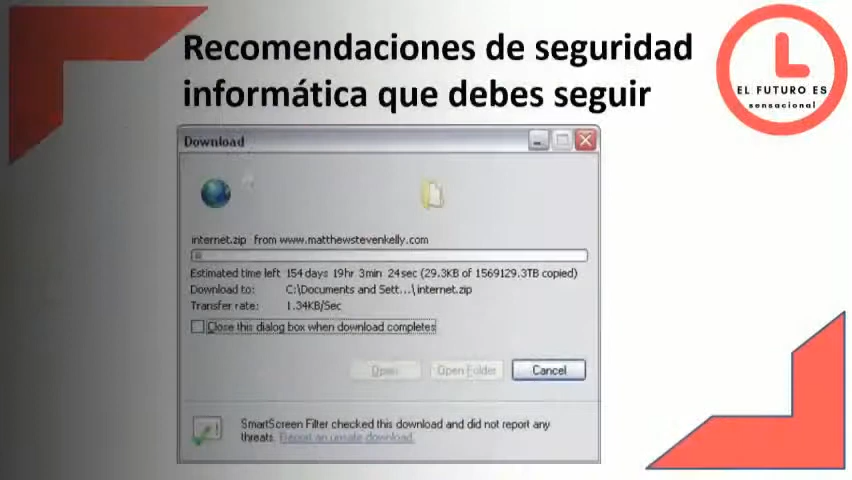 Recomendaciones de seguridad
informática que debes seguir
EL FUTURO ES
sensacional
Download
internet.zip from www.matthewstevenkelly.com
Estimated time left 154 days 19hr 3min 24sec (29.3KB of 1569129.3TB copied)
Download to: C:\Documents and Sett...\internet.zip
Transfer rate: 1.34KB/Sec
Close this dialog box when download completes
Open Open Folder Cancel
SmartScreen Filter checked this download and did not report any
threats. Report an unsafe download.